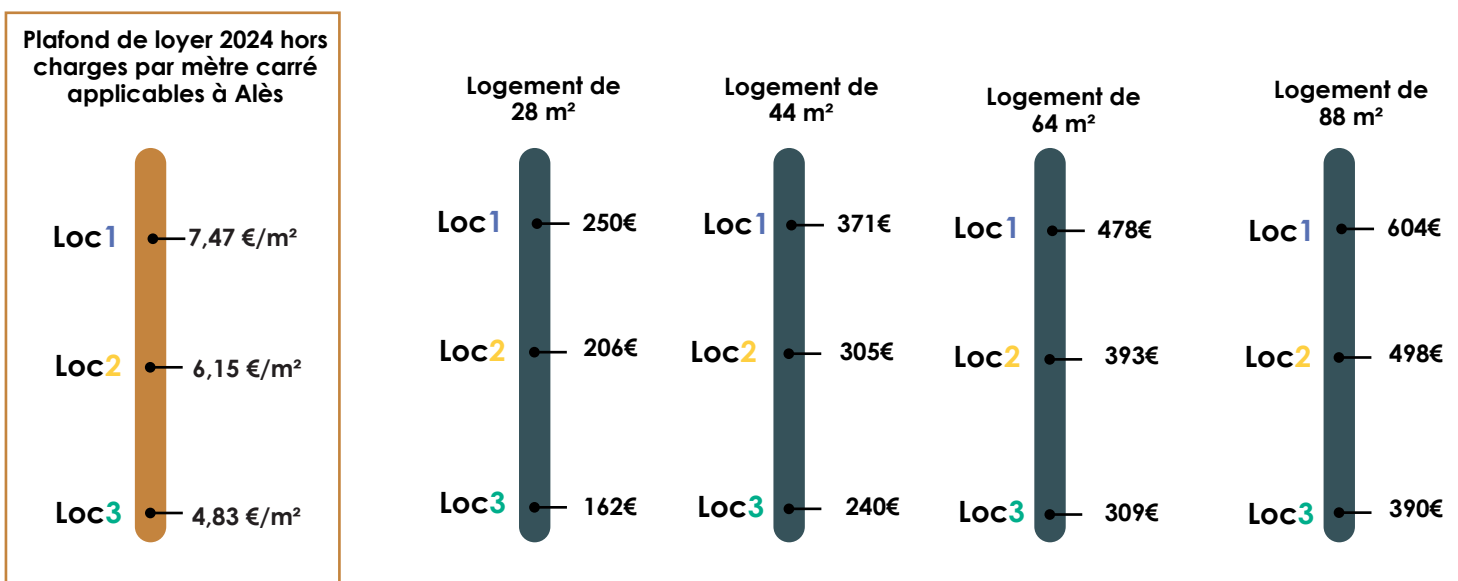 Plafond de loyer 2024 hors
charges par mètre carré
applicables à Alès
Loc1
7,47 €/m²
Loc2
6,15 €/m²
Loc3
4,83 €/m²
Logement de
28 m²
Loc1
250€
Loc2
206€
Loc3
162€
Logement de
44 m²
Loc1
371€
Loc2
305€
Loc3
240€
Logement de
64 m²
Loc1
478€
Loc2
393€
Loc3
309€
Logement de
88 m²
Loc1
604€
Loc2
498€
Loc3
390€